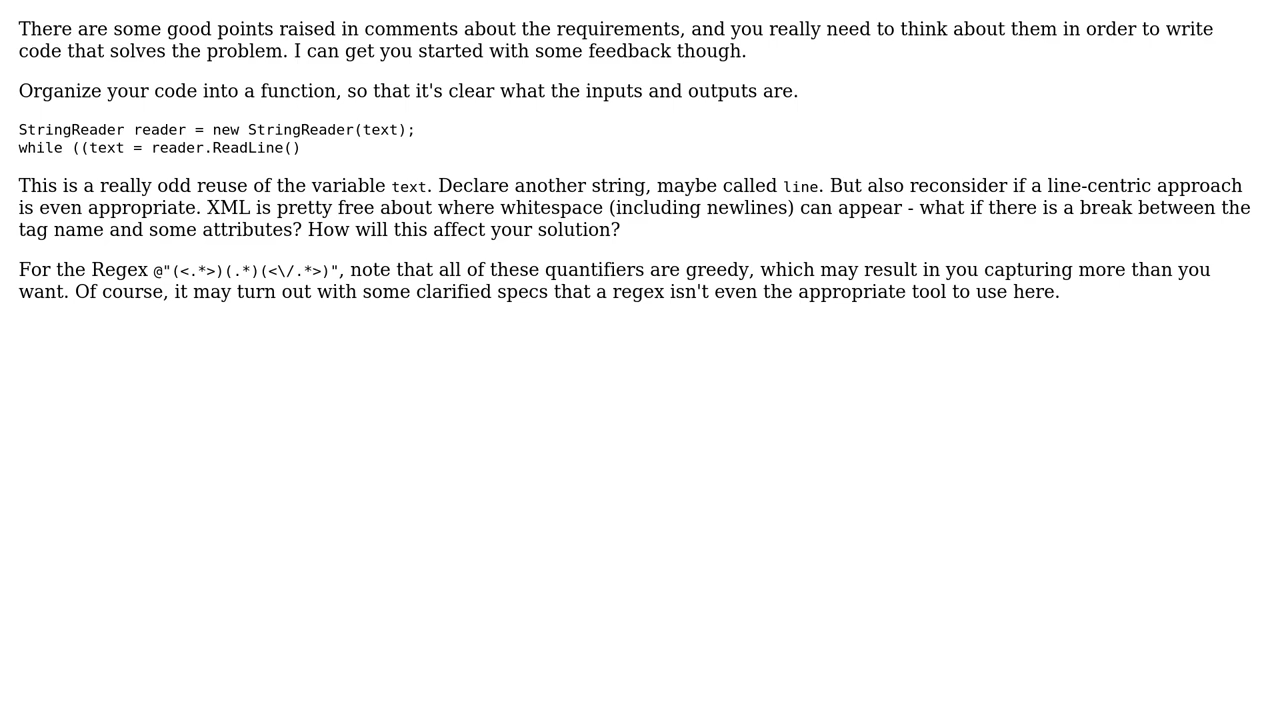 There are some good points raised in comments about the requirements, and you really need to think about them in order to write
code that solves the problem. I can get you started with some feedback though.
Organize your code into a function, so that it's clear what the inputs and outputs are.
StringReader reader = new StringReader(text);
while ((text = reader.ReadLine()
This is a really odd reuse of the variable text. Declare another string, maybe called line. But also reconsider if a line-centric approach
is even appropriate. XML is pretty free about where whitespace (including newlines) can appear - what if there is a break between the
tag name and some attributes? How will this affect your solution?
For the Regex @"(<.*>)(.*)(<\/.*>)", note that all of these quantifiers are greedy, which may result in you capturing more than you
want. Of course, it may turn out with some clarified specs that a regex isn't even the appropriate tool to use here.